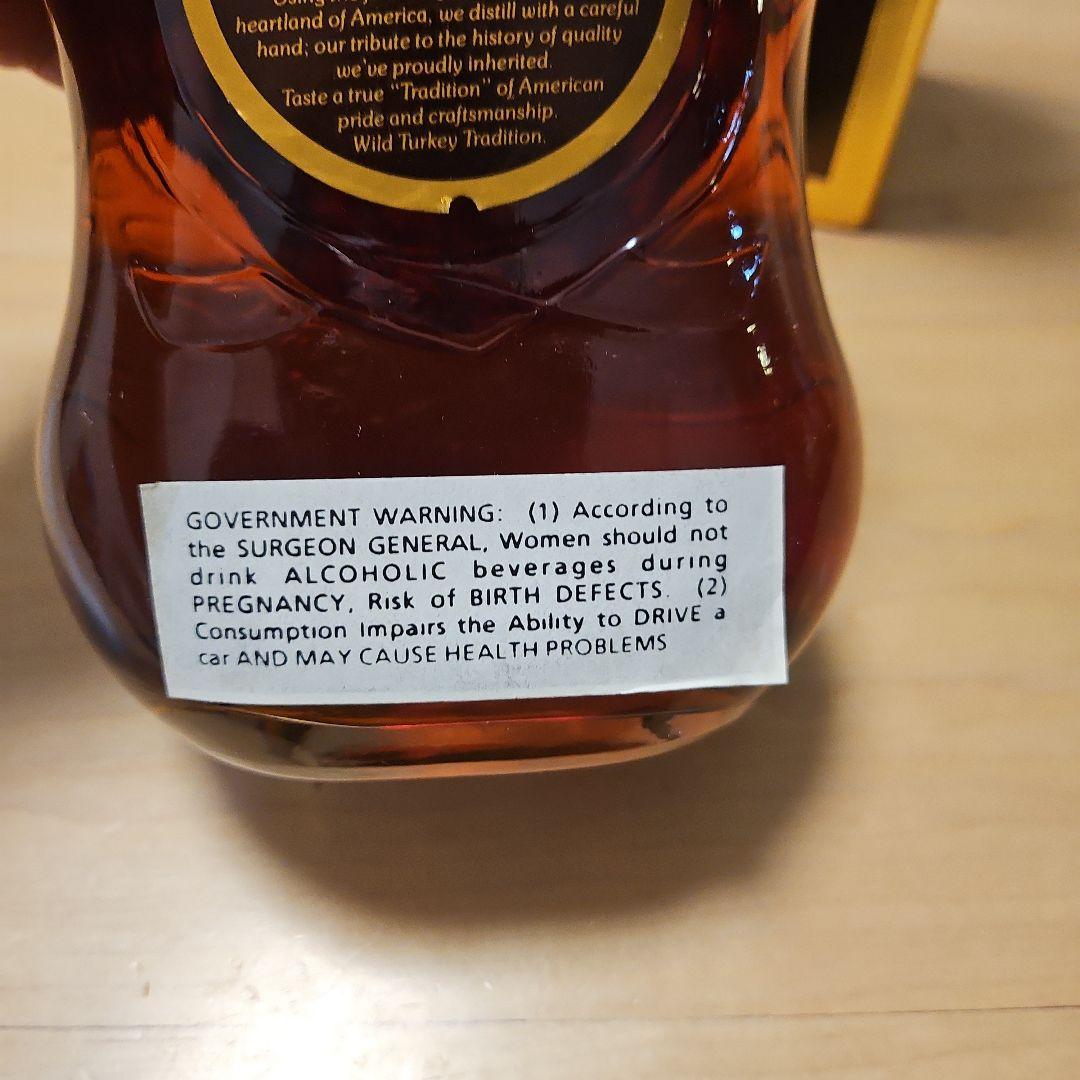 heartland of America, we distill with a careful
hand; our tribute to the history of quality
we've proudly inherited.
Taste a true "Tradition" of American
pride and craftsmanship.
Wild Turkey Tradition.
GOVERNMENT WARNING: (1) According to
the SURGEON GENERAL, Women should not
drink ALCOHOLIC beverages during
PREGNANCY, Risk of BIRTH DEFECTS. (2)
Consumption Impairs the Ability to DRIVE a
car AND MAY CAUSE HEALTH PROBLEMS